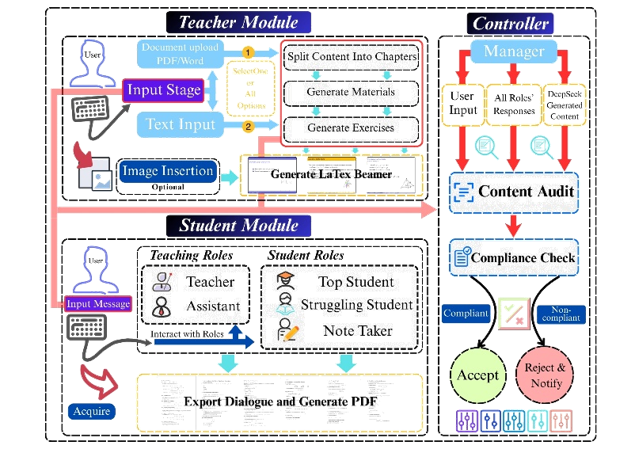 Teacher Module
User
Document upload
PDF/Word
1
Input Stage
SelectOne
or
All
Options
Text Input
2
Split Content Into Chapters
Generate Materials
Generate Exercises
Image Insertion
Optional
Generate LaTex Beamer
Student Module
User
Input Message
Acquire
Teaching Roles
Teacher
Assistant
Interact with Roles
Student Roles
Top Student
Struggling Student
Note Taker
Export Dialogue and Generate PDF
Controller
Manager
User
Input
All Roles'
Responses
DeepSeek
Generated
Content
Content Audit
Compliance Check
Compliant
Non-
compliant
Accept
Reject &
Notify